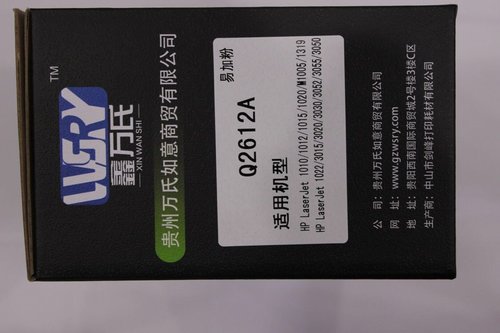 WSRY™
鑫万氏
XIN WAN SHI
贵州万氏如意商贸有限公司
易加粉
Q2612A
适用机型
HP LaserJet 1010/1012/1015/1020/M1005/1319
HP LaserJet 1022/3015/3020/3030/3052/3055/3050
公司：贵州万氏如意商贸有限公司
网址：www.gzwsry.com
地址：贵阳西南国际商贸城2号楼3楼C区
生产商：中山市剑峰打印耗材有限公司